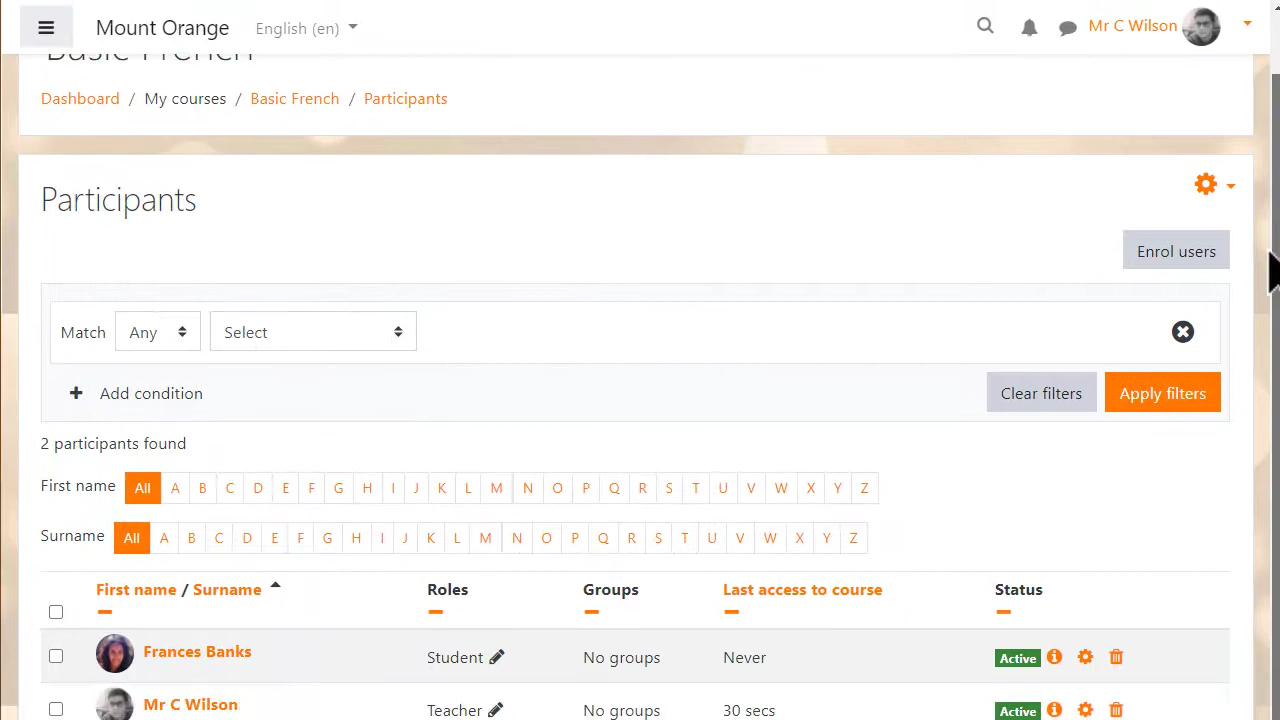 Mount Orange English (en) Mr C Wilson
Basic French
Dashboard / My courses / Basic French / Participants
Participants
Enrol users
Match Any Select
Add condition Clear filters Apply filters
2 participants found
First name All A B C D E F G H I J K L M N O P Q R S T U V W X Y Z
Surname All A B C D E F G H I J K L M N O P Q R S T U V W X Y Z
First name / Surname Roles Groups Last access to course Status
Frances Banks Student No groups Never Active
Mr C Wilson Teacher No groups 30 secs Active